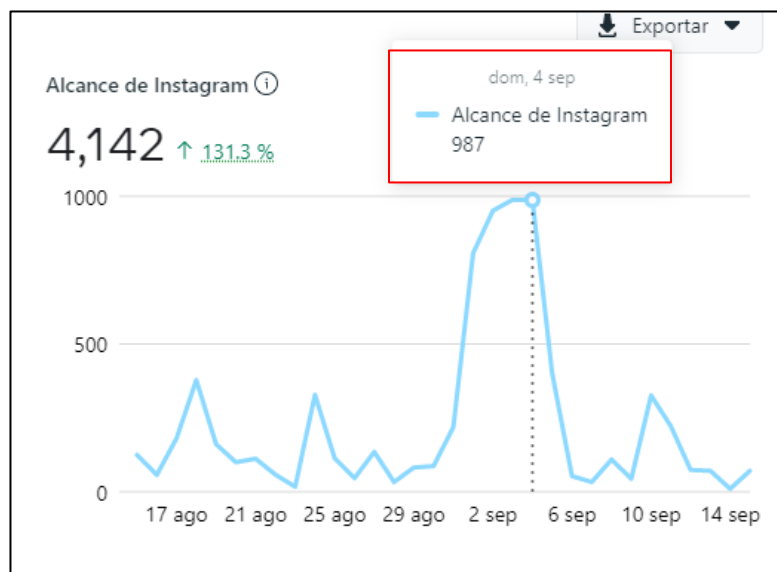 Exportar
dom, 4 sep
Alcance de Instagram
Alcance de Instagram
987
4,142 ↑ 131.3 %
1000
500
0
17 ago 21 ago 25 ago 29 ago 2 sep 6 sep 10 sep 14 sep